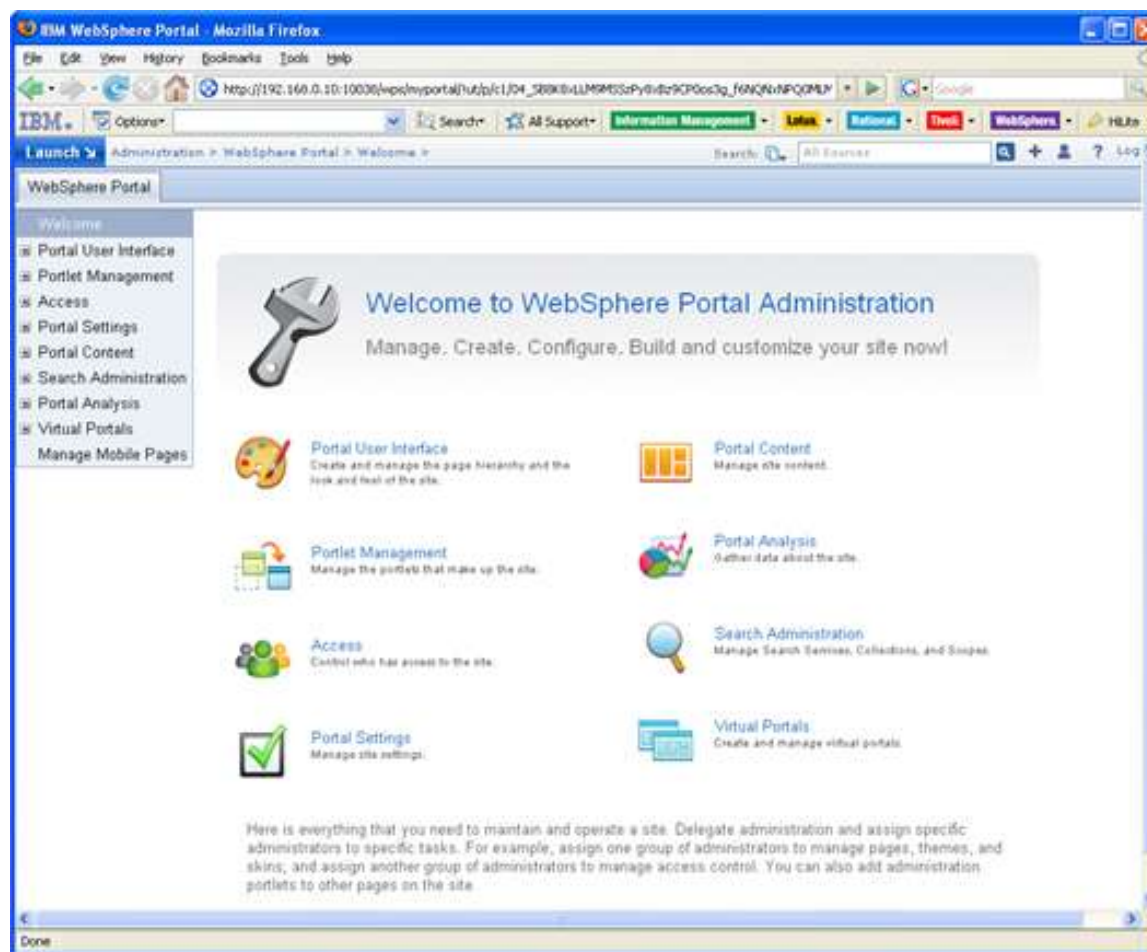 IBM WebSphere Portal - Mozilla Firefox
File Edit View History Bookmarks Tools Help
Google
IBM. Options Search All Support Information Management Lotus Rational Tivoli WebSphere HiLite
Launch Administration > WebSphere Portal > Welcome > Search: All Sources ? Log
WebSphere Portal
Welcome
Portal User Interface
Portlet Management
Access
Portal Settings
Portal Content
Search Administration
Portal Analysis
Virtual Portals
Manage Mobile Pages
Welcome to WebSphere Portal Administration
Manage. Create. Configure. Build and customize your site now!
Portal User Interface
Create and manage the page hierarchy and the
look and feel of the site.
Portlet Management
Manage the portlets that make up the site.
Access
Control who has access to the site.
Portal Settings
Manage site settings.
Portal Content
Manage site content.
Portal Analysis
Gather data about the site.
Search Administration
Manage Search Services, Collections, and Scopes.
Virtual Portals
Create and manage virtual portals.
Here is everything that you need to maintain and operate a site. Delegate administration and assign specific
administrators to specific tasks. For example, assign one group of administrators to manage pages, themes, and
skins; and assign another group of administrators to manage access control. You can also add administration
portlets to other pages on the site.
Done